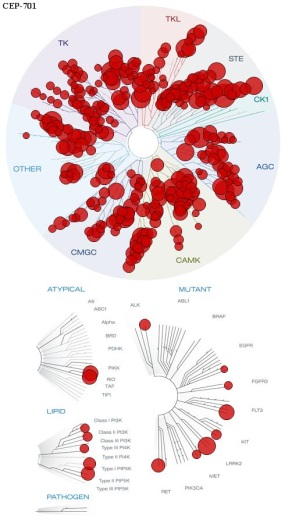 CEP-701
TK
TKL
STE
CK1
AGC
CAMK
CMGC
OTHER
ATYPICAL
A6
ABC1
Alpha
BRD
PDHK
PIKK
RIO
TAF
TIF1
LIPID
Class I PI3K
Class II PI3K
Class III PI3K
Type III PI4K
Type II PI4K
Type I PIP5K
Type II PIP5K
Type III PIP5K
PATHOGEN
MUTANT
ALK
ABL1
BRAF
EGFR
FGFR3
FLT3
KIT
LRRK2
MET
PIK3CA
RET